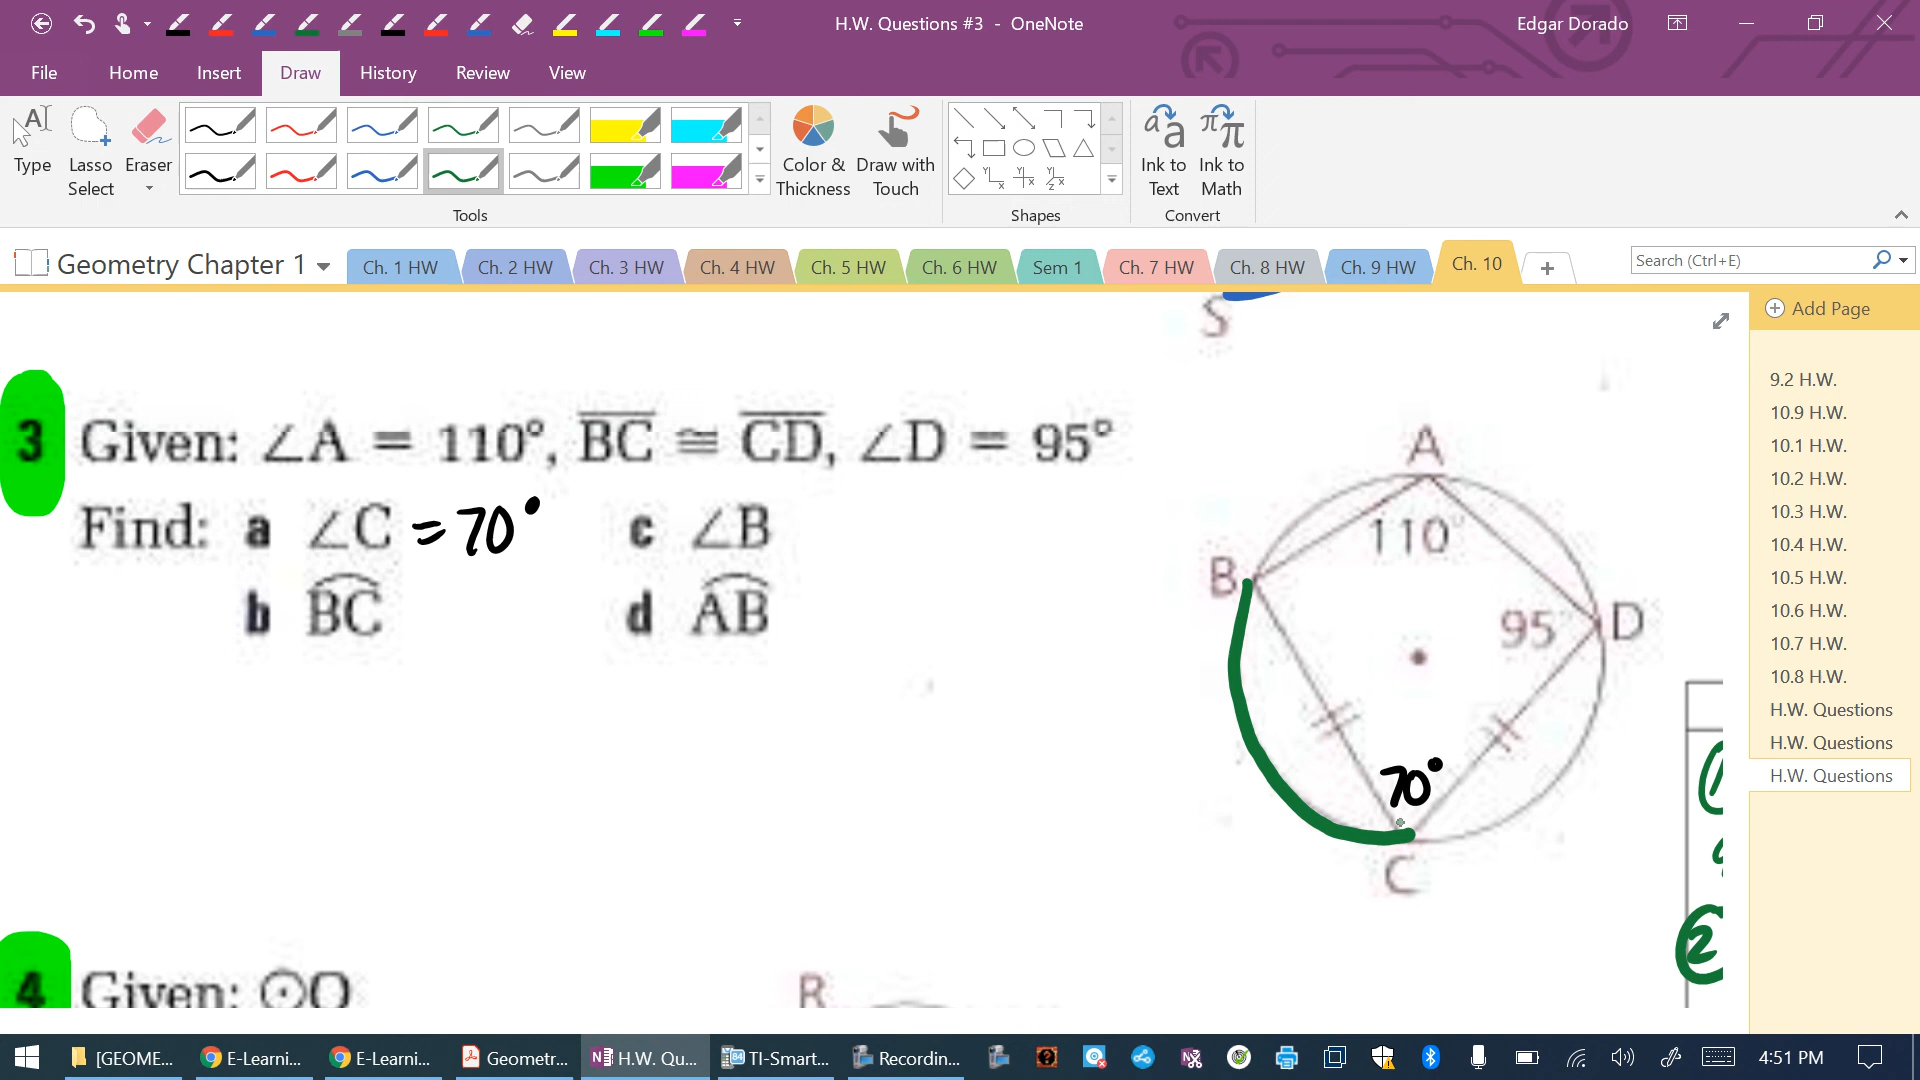 H.W. Questions #3 - OneNote
Edgar Dorado
File Home Insert Draw History Review View
Type
Lasso Select
Eraser
Color & Thickness
Draw with Touch
Ink to Text
Ink to Math
Tools
Shapes
Convert
Geometry Chapter 1
Ch. 1 HW
Ch. 2 HW
Ch. 3 HW
Ch. 4 HW
Ch. 5 HW
Ch. 6 HW
Sem 1
Ch. 7 HW
Ch. 8 HW
Ch. 9 HW
Ch. 10
Search (Ctrl+E)
Add Page
9.2 H.W.
10.9 H.W.
10.1 H.W.
10.2 H.W.
10.3 H.W.
10.4 H.W.
10.5 H.W.
10.6 H.W.
10.7 H.W.
10.8 H.W.
H.W. Questions
H.W. Questions
H.W. Questions
S
3 Given: ∠A = 110°, B̅C̅ ≅ C̅D̅, ∠D = 95°
Find: a ∠C = 70° c ∠B
b B͡C d A͡B
A
110°
B
95
D
70°
C
2
4 Given: ⊙O
R
[GEOME...
E-Learni...
E-Learni...
Geometr...
H.W. Qu...
TI-Smart...
Recordin...
4:51 PM